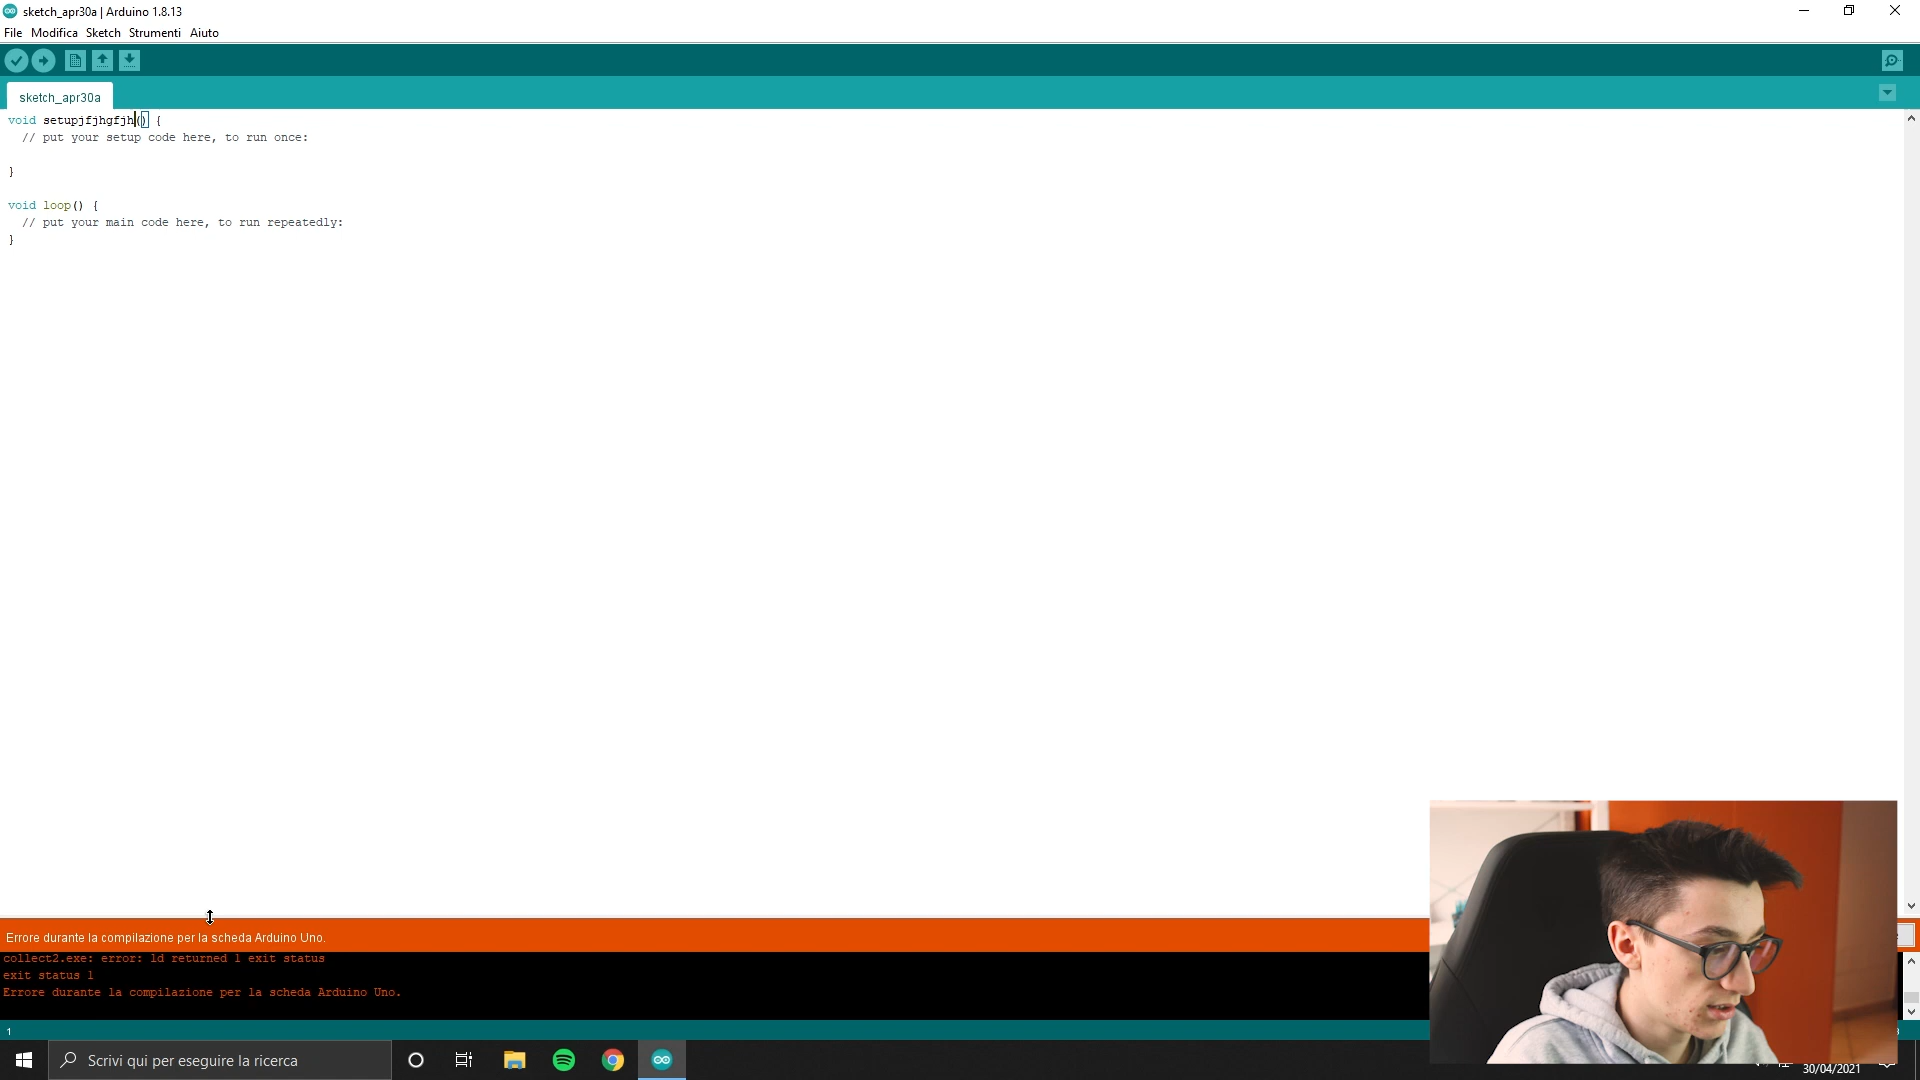 sketch_apr30a | Arduino 1.8.13
File Modifica Sketch Strumenti Aiuto
sketch_apr30a
void setupjfjhgfjh() {
// put your setup code here, to run once:
}
void loop() {
// put your main code here, to run repeatedly:
}
Errore durante la compilazione per la scheda Arduino Uno.
collect2.exe: error: ld returned 1 exit status
exit status 1
Errore durante la compilazione per la scheda Arduino Uno.
1
Scrivi qui per eseguire la ricerca
30/04/2021